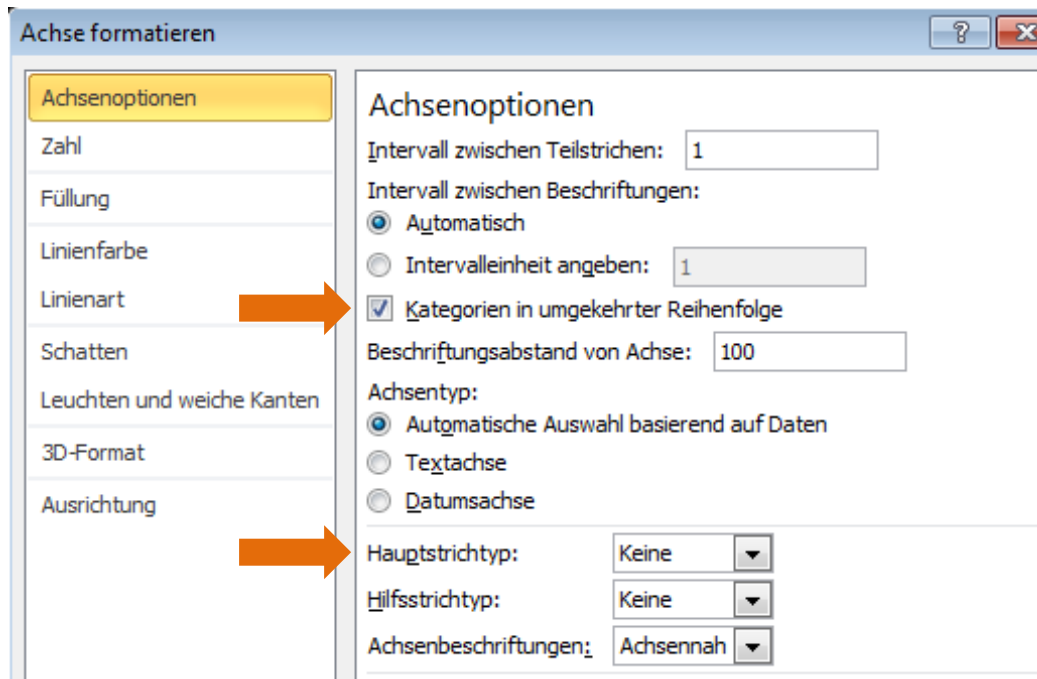 Achse formatieren
Achsenoptionen
Zahl
Füllung
Linienfarbe
Linienart
Schatten
Leuchten und weiche Kanten
3D-Format
Ausrichtung
Achsenoptionen
Intervall zwischen Teilstrichen: 1
Intervall zwischen Beschriftungen:
Automatisch
Intervalleinheit angeben: 1
Kategorien in umgekehrter Reihenfolge
Beschriftungsabstand von Achse: 100
Achsentyp:
Automatische Auswahl basierend auf Daten
Textachse
Datumsachse
Hauptstrichtyp: Keine
Hilfsstrichtyp: Keine
Achsenbeschriftungen: Achsennah